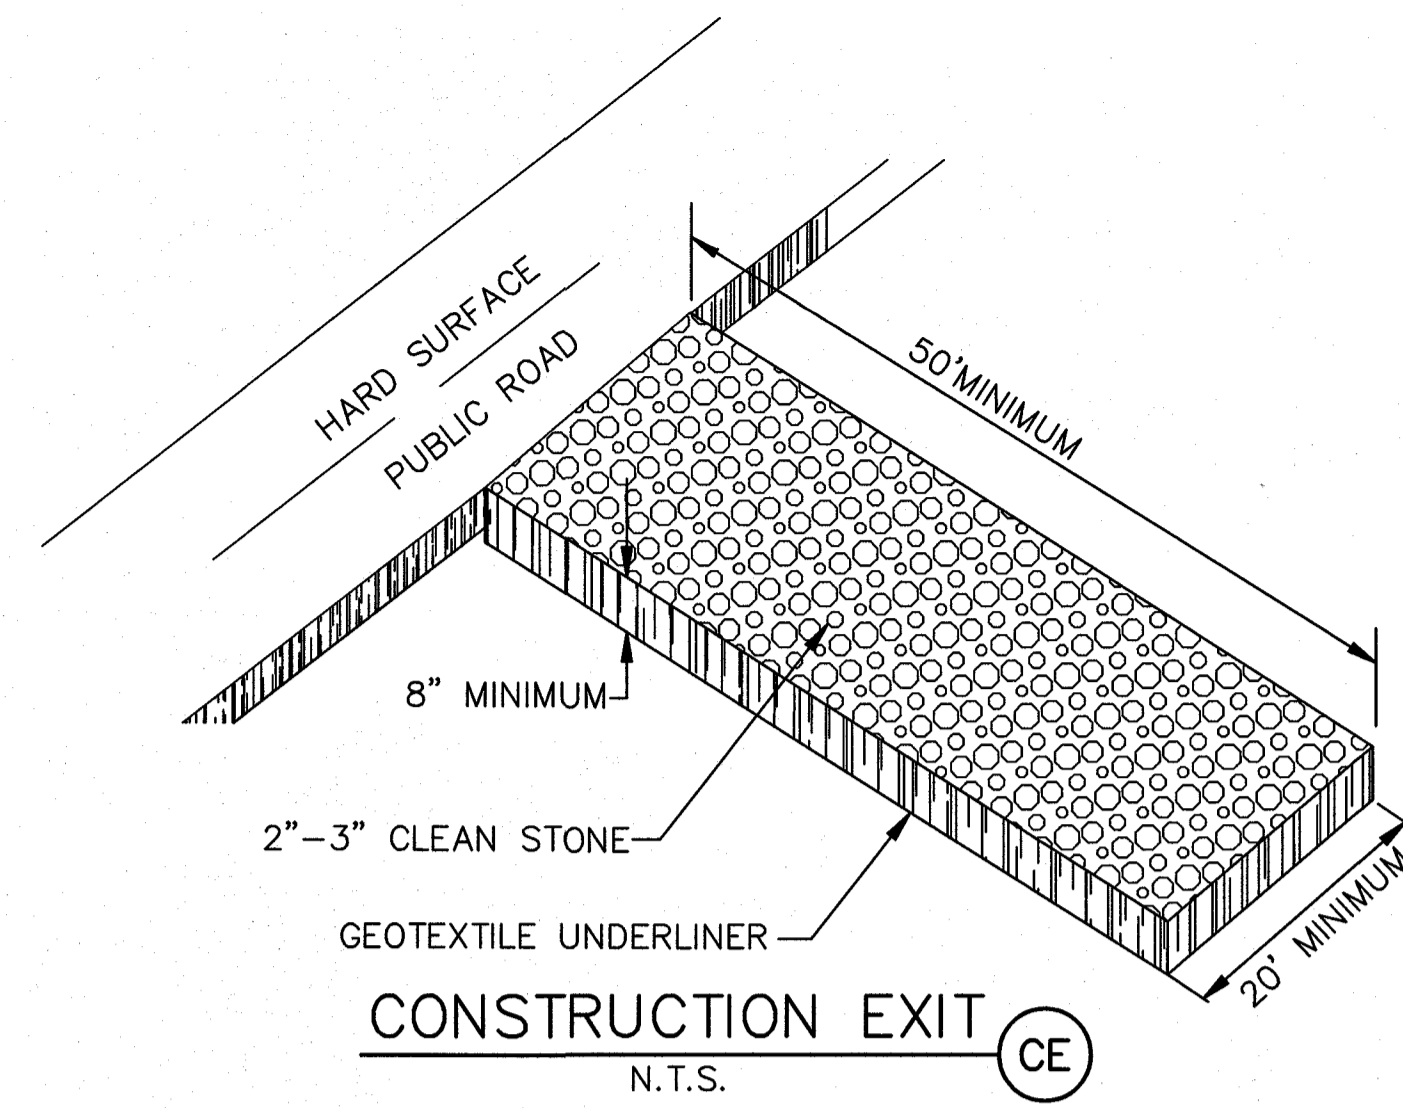 HARD SURFACE
PUBLIC ROAD
50'MINIMUM
8" MINIMUM
2"-3" CLEAN STONE
GEOTEXTILE UNDERLINER
20' MINIMUM
CONSTRUCTION EXIT
CE
N.T.S.